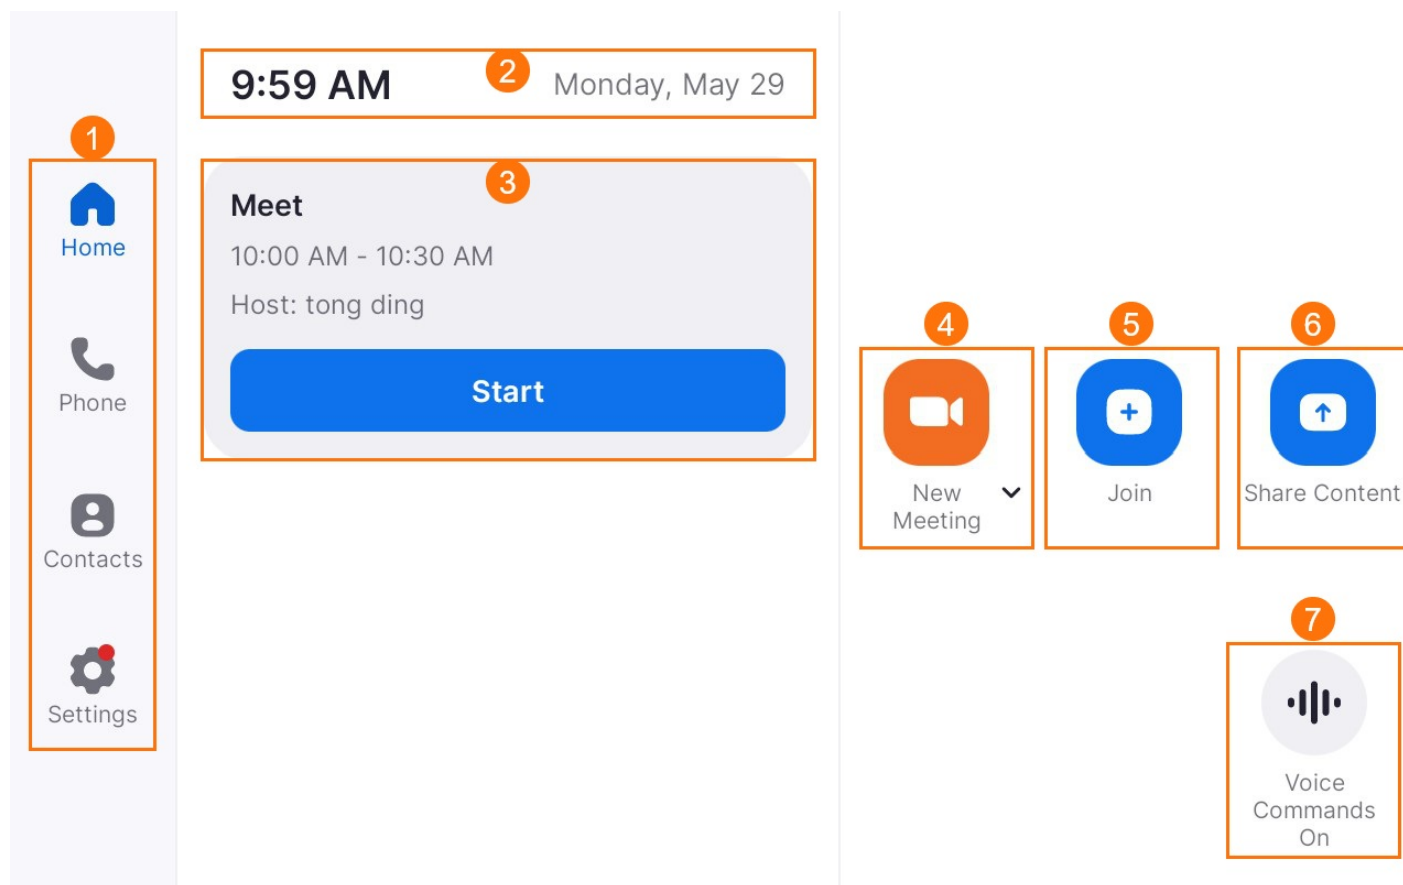 1
Home
Phone
Contacts
Settings
9:59 AM
2
Monday, May 29
3
Meet
10:00 AM - 10:30 AM
Host: tong ding
Start
4
New
Meeting
5
Join
6
Share Content
7
Voice
Commands
On